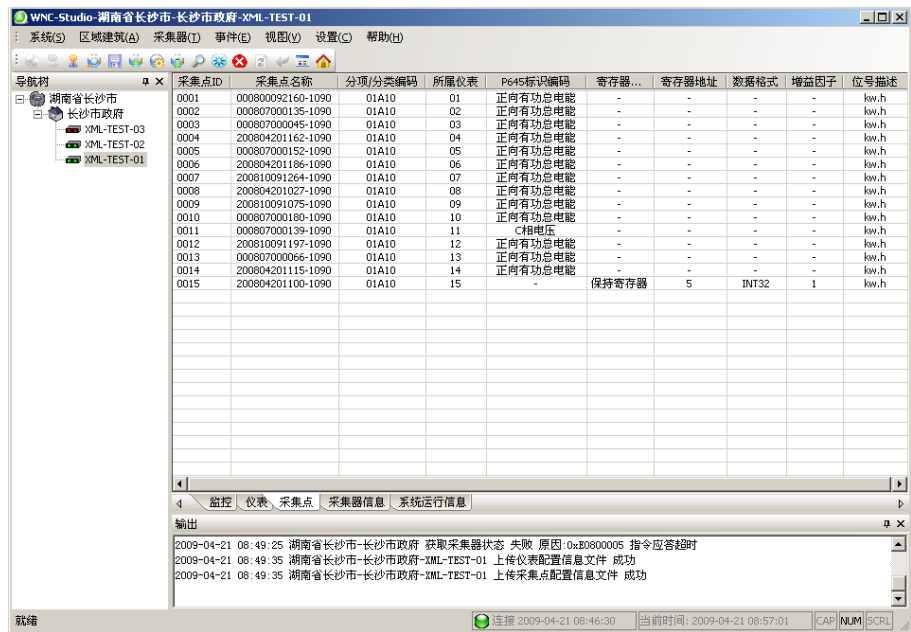 WNC-Studio-湖南省长沙市-长沙市政府-XML-TEST-01
系统(S) 区域建筑(A) 采集器(T) 事件(E) 视图(V) 设置(C) 帮助(H)
导航树
湖南省长沙市
长沙市政府
XML-TEST-03
XML-TEST-02
XML-TEST-01
采集点ID 采集点名称 分项/分类编码 所属仪表 P645标识编码 寄存器... 寄存器地址 数据格式 增益因子 位号描述
0001 000800092160-1090 01A10 01 正向有功总电能 - - - - kw.h
0002 000807000135-1090 01A10 02 正向有功总电能 - - - - kw.h
0003 000807000045-1090 01A10 03 正向有功总电能 - - - - kw.h
0004 200804201162-1090 01A10 04 正向有功总电能 - - - - kw.h
0005 000807000152-1090 01A10 05 正向有功总电能 - - - - kw.h
0006 200804201186-1090 01A10 06 正向有功总电能 - - - - kw.h
0007 200810091264-1090 01A10 07 正向有功总电能 - - - - kw.h
0008 200804201027-1090 01A10 08 正向有功总电能 - - - - kw.h
0009 200810091075-1090 01A10 09 正向有功总电能 - - - - kw.h
0010 000807000180-1090 01A10 10 正向有功总电能 - - - - kw.h
0011 000807000139-1090 01A10 11 C相电压 - - - - kw.h
0012 200810091197-1090 01A10 12 正向有功总电能 - - - - kw.h
0013 000807000066-1090 01A10 13 正向有功总电能 - - - - kw.h
0014 200804201115-1090 01A10 14 正向有功总电能 - - - - kw.h
0015 200804201100-1090 01A10 15 - 保持寄存器 5 INT32 1 kw.h
监控 仪表 采集点 采集器信息 系统运行信息
输出
2009-04-21 08:49:25 湖南省长沙市-长沙市政府 获取采集器状态 失败 原因:0xE0800005 指令应答超时
2009-04-21 08:49:35 湖南省长沙市-长沙市政府-XML-TEST-01 上传仪表配置信息文件 成功
2009-04-21 08:49:35 湖南省长沙市-长沙市政府-XML-TEST-01 上传采集点配置信息文件 成功
就绪 连接 2009-04-21 08:46:30 当前时间: 2009-04-21 08:57:01 CAP NUM SCRL